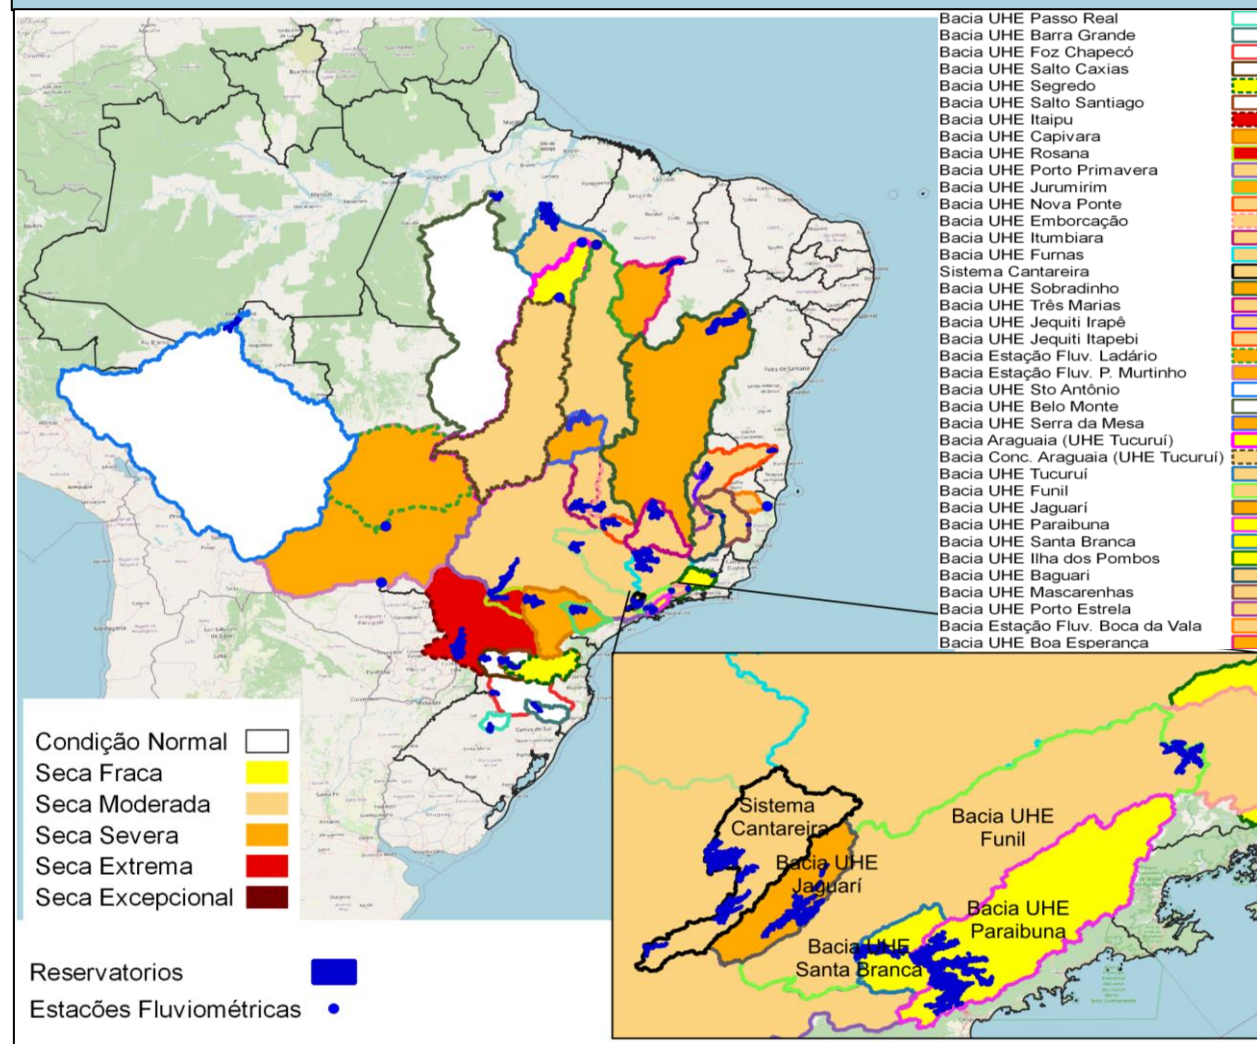 Bacia UHE Passo Real
Bacia UHE Barra Grande
Bacia UHE Foz Chapecó
Bacia UHE Salto Caxias
Bacia UHE Segredo
Bacia UHE Salto Santiago
Bacia UHE Itaipu
Bacia UHE Capivara
Bacia UHE Rosana
Bacia UHE Porto Primavera
Bacia UHE Jurumirim
Bacia UHE Nova Ponte
Bacia UHE Emborcação
Bacia UHE Itumbiara
Bacia UHE Furnas
Sistema Cantareira
Bacia UHE Sobradinho
Bacia UHE Três Marias
Bacia UHE Jequiti Irapê
Bacia UHE Jequiti Itapebi
Bacia Estação Fluv. Ladário
Bacia Estação Fluv. P. Murtinho
Bacia UHE Sto Antônio
Bacia UHE Belo Monte
Bacia UHE Serra da Mesa
Bacia Araguaia (UHE Tucuruí)
Bacia Conc. Araguaia (UHE Tucuruí)
Bacia UHE Tucuruí
Bacia UHE Funil
Bacia UHE Jaguarí
Bacia UHE Paraibuna
Bacia UHE Santa Branca
Bacia UHE Ilha dos Pombos
Bacia UHE Baguari
Bacia UHE Mascarenhas
Bacia UHE Porto Estrela
Bacia Estação Fluv. Boca da Vala
Bacia UHE Boa Esperança
Condição Normal
Seca Fraca
Seca Moderada
Seca Severa
Seca Extrema
Seca Excepcional
Reservatorios
Estacões Fluviométricas
Sistema
Cantareira
Bacia UHE
Jaguarí
Bacia UHE
Funil
Bacia UHE
Paraibuna
Bacia UHE
Santa Branca